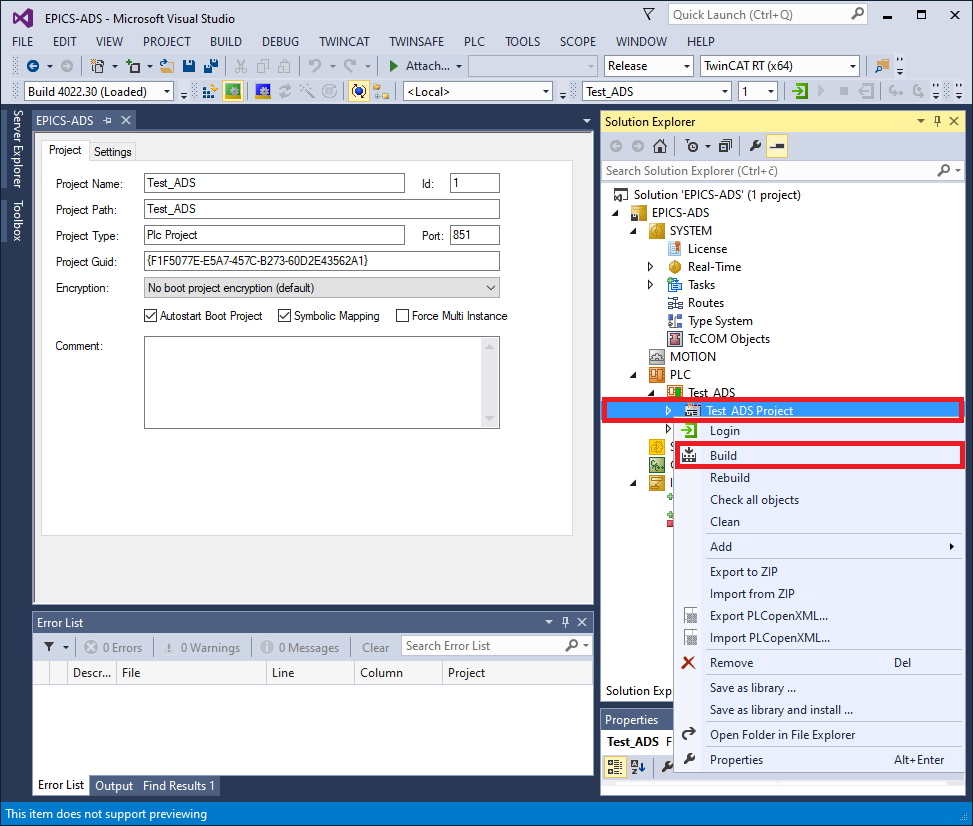 EPICS-ADS - Microsoft Visual Studio
Quick Launch (Ctrl+Q)
FILE EDIT VIEW PROJECT BUILD DEBUG TWINCAT TWINSAFE PLC TOOLS SCOPE WINDOW HELP
Attach... Release TwinCAT RT (x64)
Build 4022.30 (Loaded) <Local> Test_ADS 1
Server Explorer
Toolbox
EPICS-ADS
Project Settings
Project Name: Test_ADS Id: 1
Project Path: Test_ADS
Project Type: Plc Project Port: 851
Project Guid: {F1F5077E-E5A7-457C-B273-60D2E43562A1}
Encryption: No boot project encryption (default)
Autostart Boot Project Symbolic Mapping Force Multi Instance
Comment:
Error List
0 Errors 0 Warnings 0 Messages Clear Search Error List
Descr... File Line Column Project
Error List Output Find Results 1
Solution Explorer
Search Solution Explorer (Ctrl+č)
Solution 'EPICS-ADS' (1 project)
EPICS-ADS
SYSTEM
License
Real-Time
Tasks
Routes
Type System
TcCOM Objects
MOTION
PLC
Test_ADS
Test_ADS Project
Login
Build
Rebuild
Check all objects
Clean
Add
Export to ZIP
Import from ZIP
Export PLCopenXML...
Import PLCopenXML...
Remove Del
Save as library ...
Save as library and install ...
Open Folder in File Explorer
Properties Alt+Enter
Solution Exp
Properties
Test_ADS F
This item does not support previewing